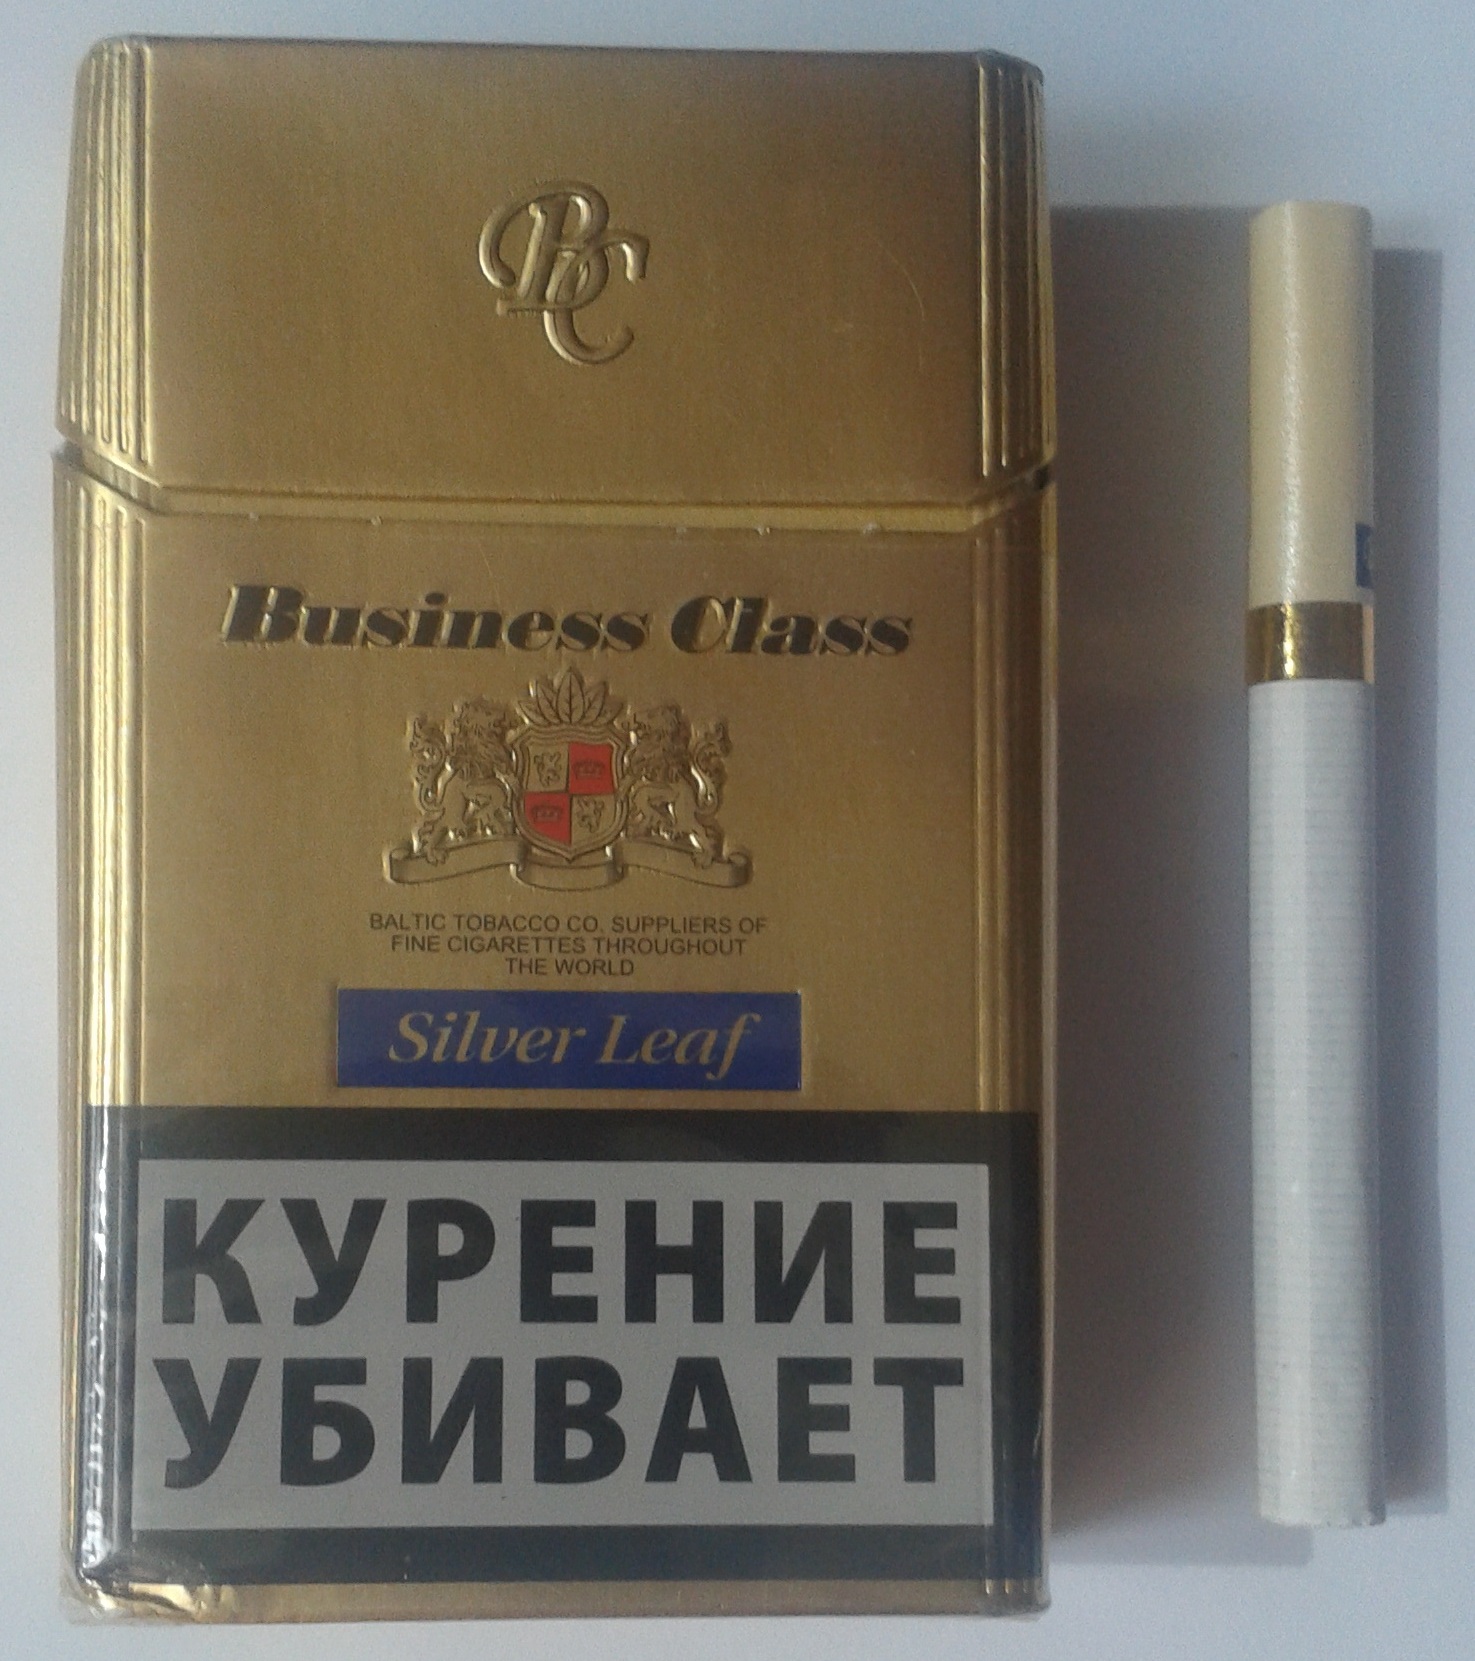 BC
Business Class
BALTIC TOBACCO CO. SUPPLIERS OF
FINE CIGARETTES THROUGHOUT
THE WORLD
Silver Leaf
КУРЕНИЕ
УБИВАЕТ